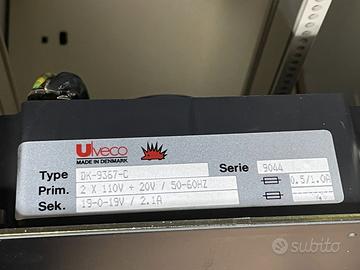 Ulveco
MADE IN DENMARK
Type DK-9367-C Serie 9044
Prim. 2 X 110V + 20V / 50-60HZ 0.5/1.0A
Sek. 19-0-19V / 2.1A
subito